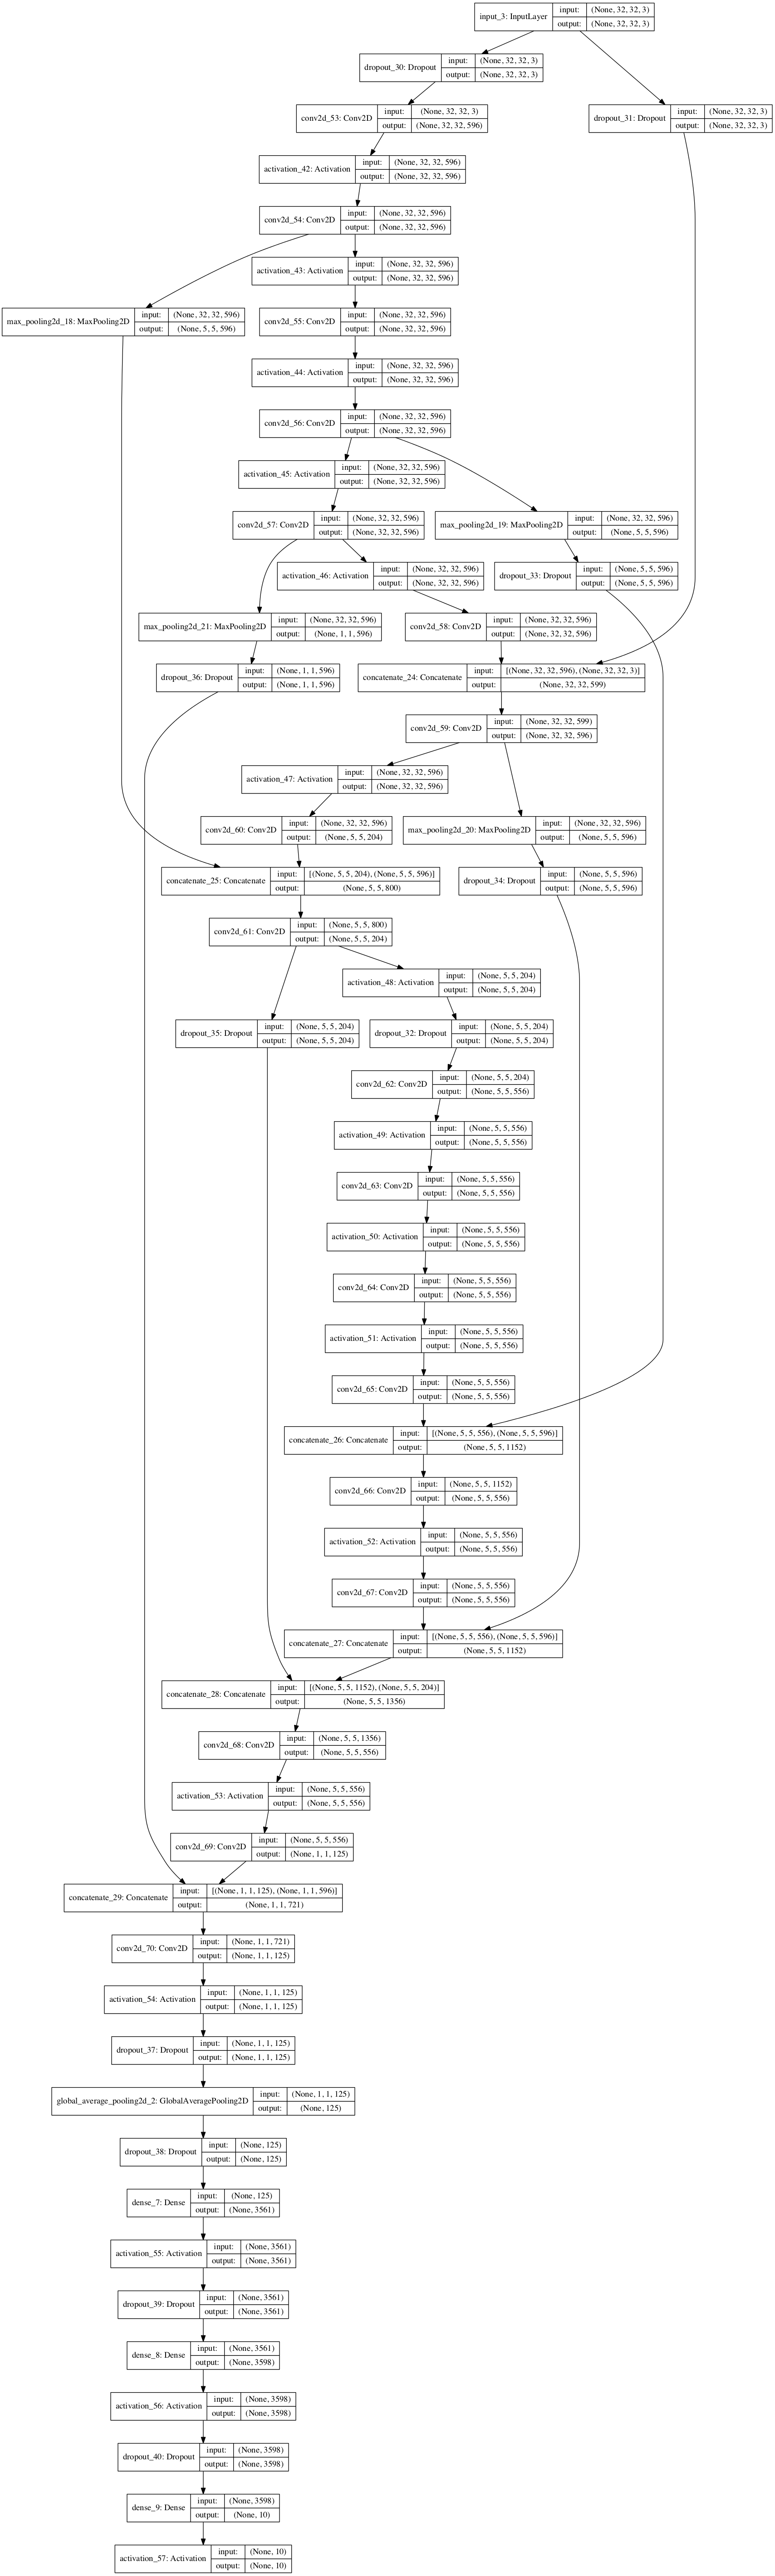 input_3: InputLayer
input: (None, 32, 32, 3)
output: (None, 32, 32, 3)
dropout_30: Dropout
input: (None, 32, 32, 3)
output: (None, 32, 32, 3)
conv2d_53: Conv2D
input: (None, 32, 32, 3)
output: (None, 32, 32, 596)
dropout_31: Dropout
input: (None, 32, 32, 3)
output: (None, 32, 32, 3)
activation_42: Activation
input: (None, 32, 32, 596)
output: (None, 32, 32, 596)
conv2d_54: Conv2D
input: (None, 32, 32, 596)
output: (None, 32, 32, 596)
activation_43: Activation
input: (None, 32, 32, 596)
output: (None, 32, 32, 596)
max_pooling2d_18: MaxPooling2D
input: (None, 32, 32, 596)
output: (None, 5, 5, 596)
conv2d_55: Conv2D
input: (None, 32, 32, 596)
output: (None, 32, 32, 596)
activation_44: Activation
input: (None, 32, 32, 596)
output: (None, 32, 32, 596)
conv2d_56: Conv2D
input: (None, 32, 32, 596)
output: (None, 32, 32, 596)
activation_45: Activation
input: (None, 32, 32, 596)
output: (None, 32, 32, 596)
conv2d_57: Conv2D
input: (None, 32, 32, 596)
output: (None, 32, 32, 596)
max_pooling2d_19: MaxPooling2D
input: (None, 32, 32, 596)
output: (None, 5, 5, 596)
activation_46: Activation
input: (None, 32, 32, 596)
output: (None, 32, 32, 596)
dropout_33: Dropout
input: (None, 5, 5, 596)
output: (None, 5, 5, 596)
max_pooling2d_21: MaxPooling2D
input: (None, 32, 32, 596)
output: (None, 1, 1, 596)
conv2d_58: Conv2D
input: (None, 32, 32, 596)
output: (None, 32, 32, 596)
dropout_36: Dropout
input: (None, 1, 1, 596)
output: (None, 1, 1, 596)
concatenate_24: Concatenate
input: [(None, 32, 32, 596), (None, 32, 32, 3)]
output: (None, 32, 32, 599)
conv2d_59: Conv2D
input: (None, 32, 32, 599)
output: (None, 32, 32, 596)
activation_47: Activation
input: (None, 32, 32, 596)
output: (None, 32, 32, 596)
conv2d_60: Conv2D
input: (None, 32, 32, 596)
output: (None, 5, 5, 204)
max_pooling2d_20: MaxPooling2D
input: (None, 32, 32, 596)
output: (None, 5, 5, 596)
concatenate_25: Concatenate
input: [(None, 5, 5, 204), (None, 5, 5, 596)]
output: (None, 5, 5, 800)
dropout_34: Dropout
input: (None, 5, 5, 596)
output: (None, 5, 5, 596)
conv2d_61: Conv2D
input: (None, 5, 5, 800)
output: (None, 5, 5, 204)
activation_48: Activation
input: (None, 5, 5, 204)
output: (None, 5, 5, 204)
dropout_35: Dropout
input: (None, 5, 5, 204)
output: (None, 5, 5, 204)
dropout_32: Dropout
input: (None, 5, 5, 204)
output: (None, 5, 5, 204)
conv2d_62: Conv2D
input: (None, 5, 5, 204)
output: (None, 5, 5, 556)
activation_49: Activation
input: (None, 5, 5, 556)
output: (None, 5, 5, 556)
conv2d_63: Conv2D
input: (None, 5, 5, 556)
output: (None, 5, 5, 556)
activation_50: Activation
input: (None, 5, 5, 556)
output: (None, 5, 5, 556)
conv2d_64: Conv2D
input: (None, 5, 5, 556)
output: (None, 5, 5, 556)
activation_51: Activation
input: (None, 5, 5, 556)
output: (None, 5, 5, 556)
conv2d_65: Conv2D
input: (None, 5, 5, 556)
output: (None, 5, 5, 556)
concatenate_26: Concatenate
input: [(None, 5, 5, 556), (None, 5, 5, 596)]
output: (None, 5, 5, 1152)
conv2d_66: Conv2D
input: (None, 5, 5, 1152)
output: (None, 5, 5, 556)
activation_52: Activation
input: (None, 5, 5, 556)
output: (None, 5, 5, 556)
conv2d_67: Conv2D
input: (None, 5, 5, 556)
output: (None, 5, 5, 556)
concatenate_27: Concatenate
input: [(None, 5, 5, 556), (None, 5, 5, 596)]
output: (None, 5, 5, 1152)
concatenate_28: Concatenate
input: [(None, 5, 5, 1152), (None, 5, 5, 204)]
output: (None, 5, 5, 1356)
conv2d_68: Conv2D
input: (None, 5, 5, 1356)
output: (None, 5, 5, 556)
activation_53: Activation
input: (None, 5, 5, 556)
output: (None, 5, 5, 556)
conv2d_69: Conv2D
input: (None, 5, 5, 556)
output: (None, 1, 1, 125)
concatenate_29: Concatenate
input: [(None, 1, 1, 125), (None, 1, 1, 596)]
output: (None, 1, 1, 721)
conv2d_70: Conv2D
input: (None, 1, 1, 721)
output: (None, 1, 1, 125)
activation_54: Activation
input: (None, 1, 1, 125)
output: (None, 1, 1, 125)
dropout_37: Dropout
input: (None, 1, 1, 125)
output: (None, 1, 1, 125)
global_average_pooling2d_2: GlobalAveragePooling2D
input: (None, 1, 1, 125)
output: (None, 125)
dropout_38: Dropout
input: (None, 125)
output: (None, 125)
dense_7: Dense
input: (None, 125)
output: (None, 3561)
activation_55: Activation
input: (None, 3561)
output: (None, 3561)
dropout_39: Dropout
input: (None, 3561)
output: (None, 3561)
dense_8: Dense
input: (None, 3561)
output: (None, 3598)
activation_56: Activation
input: (None, 3598)
output: (None, 3598)
dropout_40: Dropout
input: (None, 3598)
output: (None, 3598)
dense_9: Dense
input: (None, 3598)
output: (None, 10)
activation_57: Activation
input: (None, 10)
output: (None, 10)